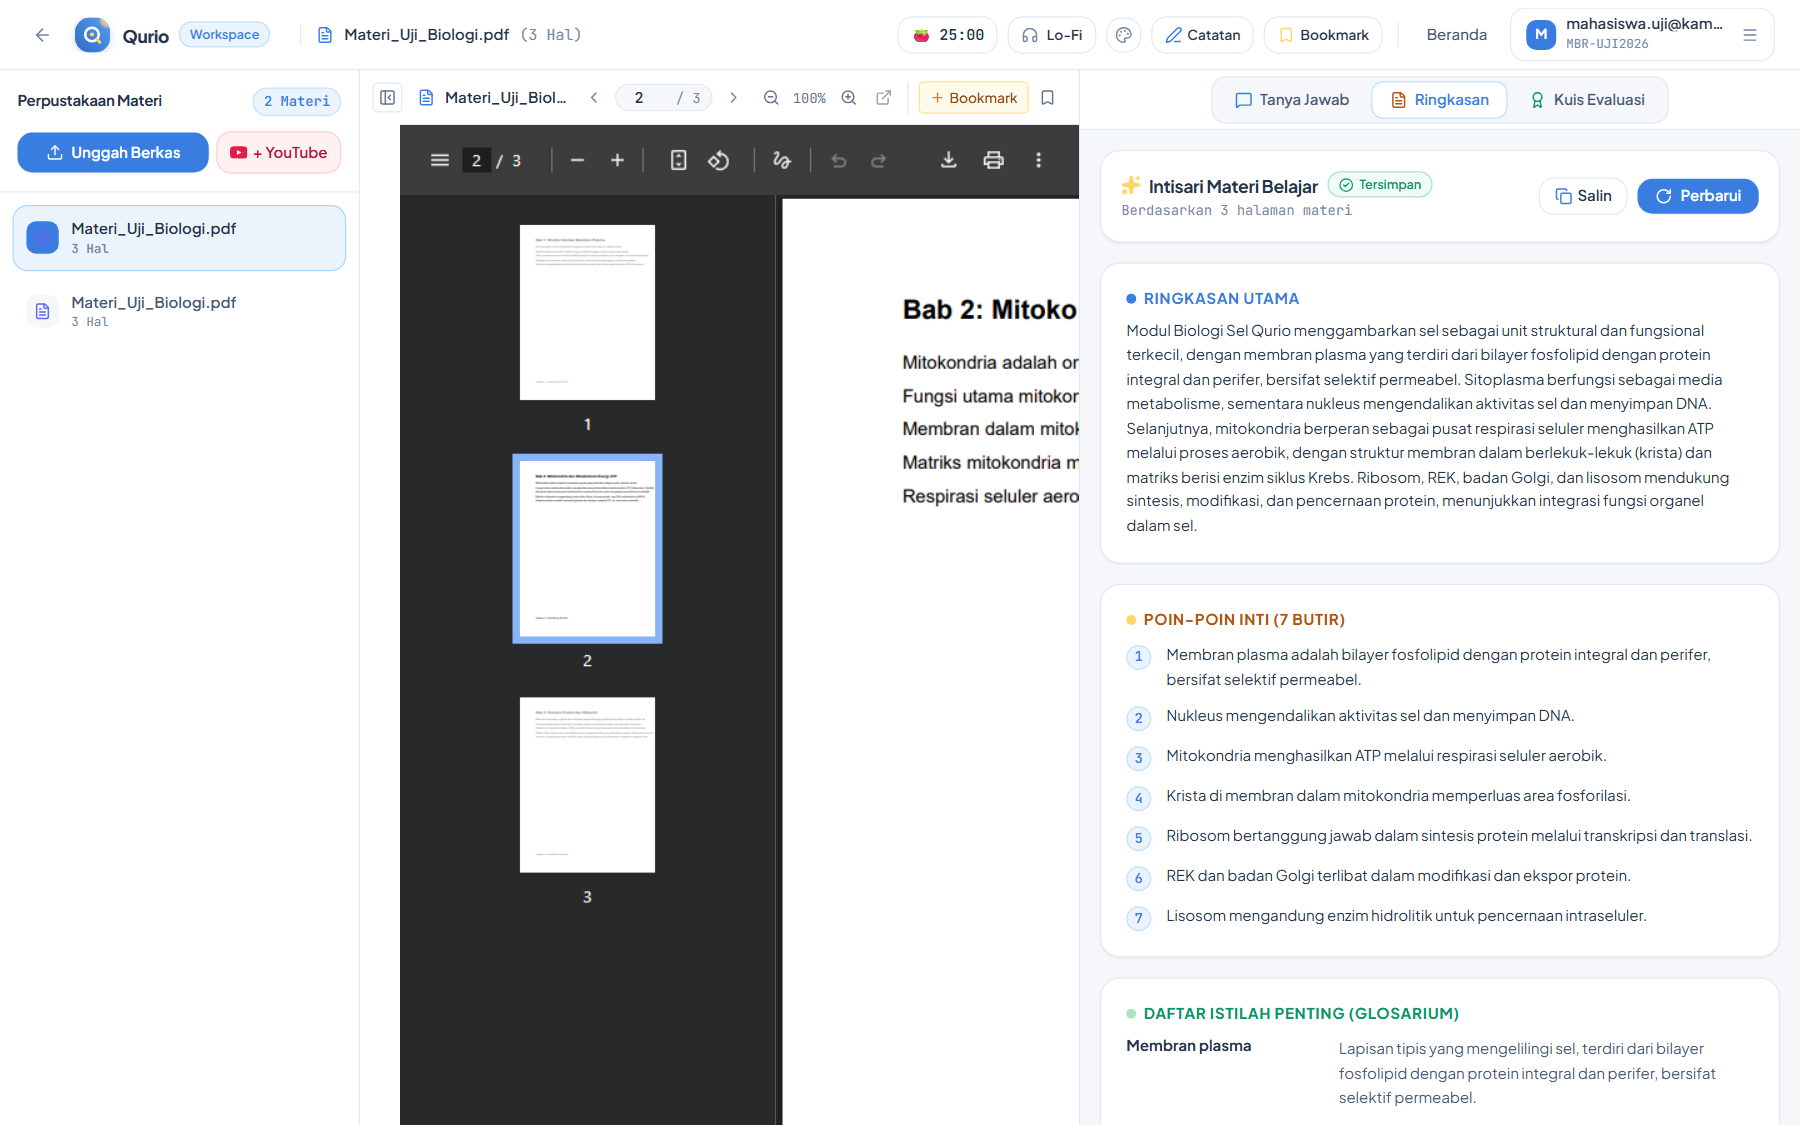 Qurio
Workspace
Materi_Uji_Biologi.pdf (3 Hal)
25:00
Lo-Fi
Catatan
Bookmark
Beranda
M
mahasiswa.uji@kam...
MBR-UJI2026
Perpustakaan Materi
2 Materi
Unggah Berkas
+ YouTube
Materi_Uji_Biologi.pdf
3 Hal
Materi_Uji_Biologi.pdf
3 Hal
Materi_Uji_Biol...
2 / 3
100%
+ Bookmark
2 / 3
1
2
3
Bab 2: Mitoko
Mitokondria adalah or
Fungsi utama mitokor
Membran dalam mitok
Matriks mitokondria m
Respirasi seluler aero
Tanya Jawab
Ringkasan
Kuis Evaluasi
Intisari Materi Belajar
Tersimpan
Berdasarkan 3 halaman materi
Salin
Perbarui
RINGKASAN UTAMA
Modul Biologi Sel Qurio menggambarkan sel sebagai unit struktural dan fungsional
terkecil, dengan membran plasma yang terdiri dari bilayer fosfolipid dengan protein
integral dan perifer, bersifat selektif permeabel. Sitoplasma berfungsi sebagai media
metabolisme, sementara nukleus mengendalikan aktivitas sel dan menyimpan DNA.
Selanjutnya, mitokondria berperan sebagai pusat respirasi seluler menghasilkan ATP
melalui proses aerobik, dengan struktur membran dalam berlekuk-lekuk (krista) dan
matriks berisi enzim siklus Krebs. Ribosom, REK, badan Golgi, dan lisosom mendukung
sintesis, modifikasi, dan pencernaan protein, menunjukkan integrasi fungsi organel
dalam sel.
POIN-POIN INTI (7 BUTIR)
1 Membran plasma adalah bilayer fosfolipid dengan protein integral dan perifer,
bersifat selektif permeabel.
2 Nukleus mengendalikan aktivitas sel dan menyimpan DNA.
3 Mitokondria menghasilkan ATP melalui respirasi seluler aerobik.
4 Krista di membran dalam mitokondria memperluas area fosforilasi.
5 Ribosom bertanggung jawab dalam sintesis protein melalui transkripsi dan translasi.
6 REK dan badan Golgi terlibat dalam modifikasi dan ekspor protein.
7 Lisosom mengandung enzim hidrolitik untuk pencernaan intraseluler.
DAFTAR ISTILAH PENTING (GLOSARIUM)
Membran plasma
Lapisan tipis yang mengelilingi sel, terdiri dari bilayer
fosfolipid dengan protein integral dan perifer, bersifat
selektif permeabel.